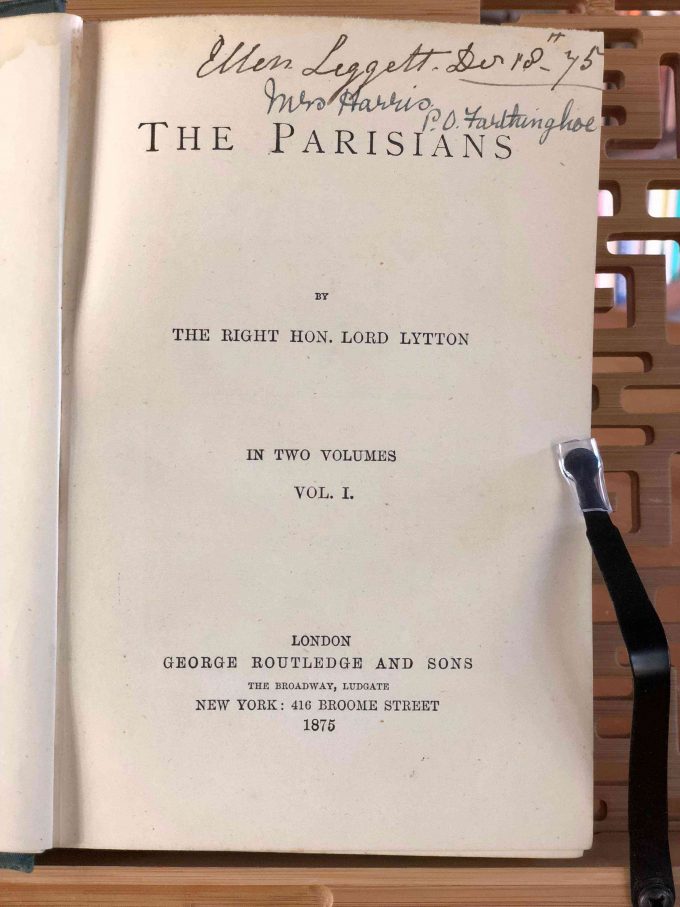 Ellen Leggett. Dec 18th 75
Mrs Harris.
P.O. Farthinghoe
THE PARISIANS
BY
THE RIGHT HON. LORD LYTTON
IN TWO VOLUMES
VOL. I.
LONDON
GEORGE ROUTLEDGE AND SONS
THE BROADWAY, LUDGATE
NEW YORK: 416 BROOME STREET
1875